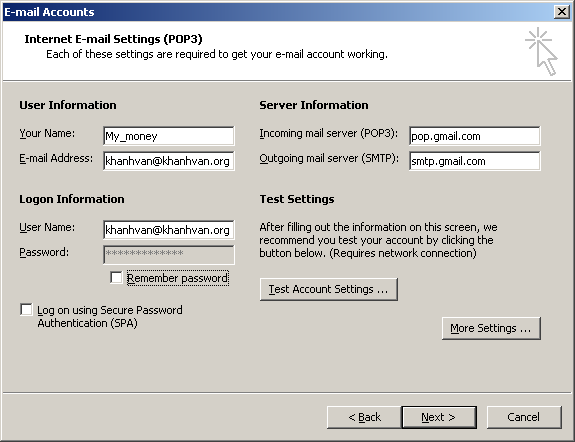 E-mail Accounts
Internet E-mail Settings (POP3)
Each of these settings are required to get your e-mail account working.
User Information
Your Name: My_money
E-mail Address: khanhvan@khanhvan.org
Logon Information
User Name: khanhvan@khanhvan.org
Password: *************
Remember password
Log on using Secure Password
Authentication (SPA)
Server Information
Incoming mail server (POP3): pop.gmail.com
Outgoing mail server (SMTP): smtp.gmail.com
Test Settings
After filling out the information on this screen, we
recommend you test your account by clicking the
button below. (Requires network connection)
Test Account Settings ...
More Settings ...
< Back
Next >
Cancel